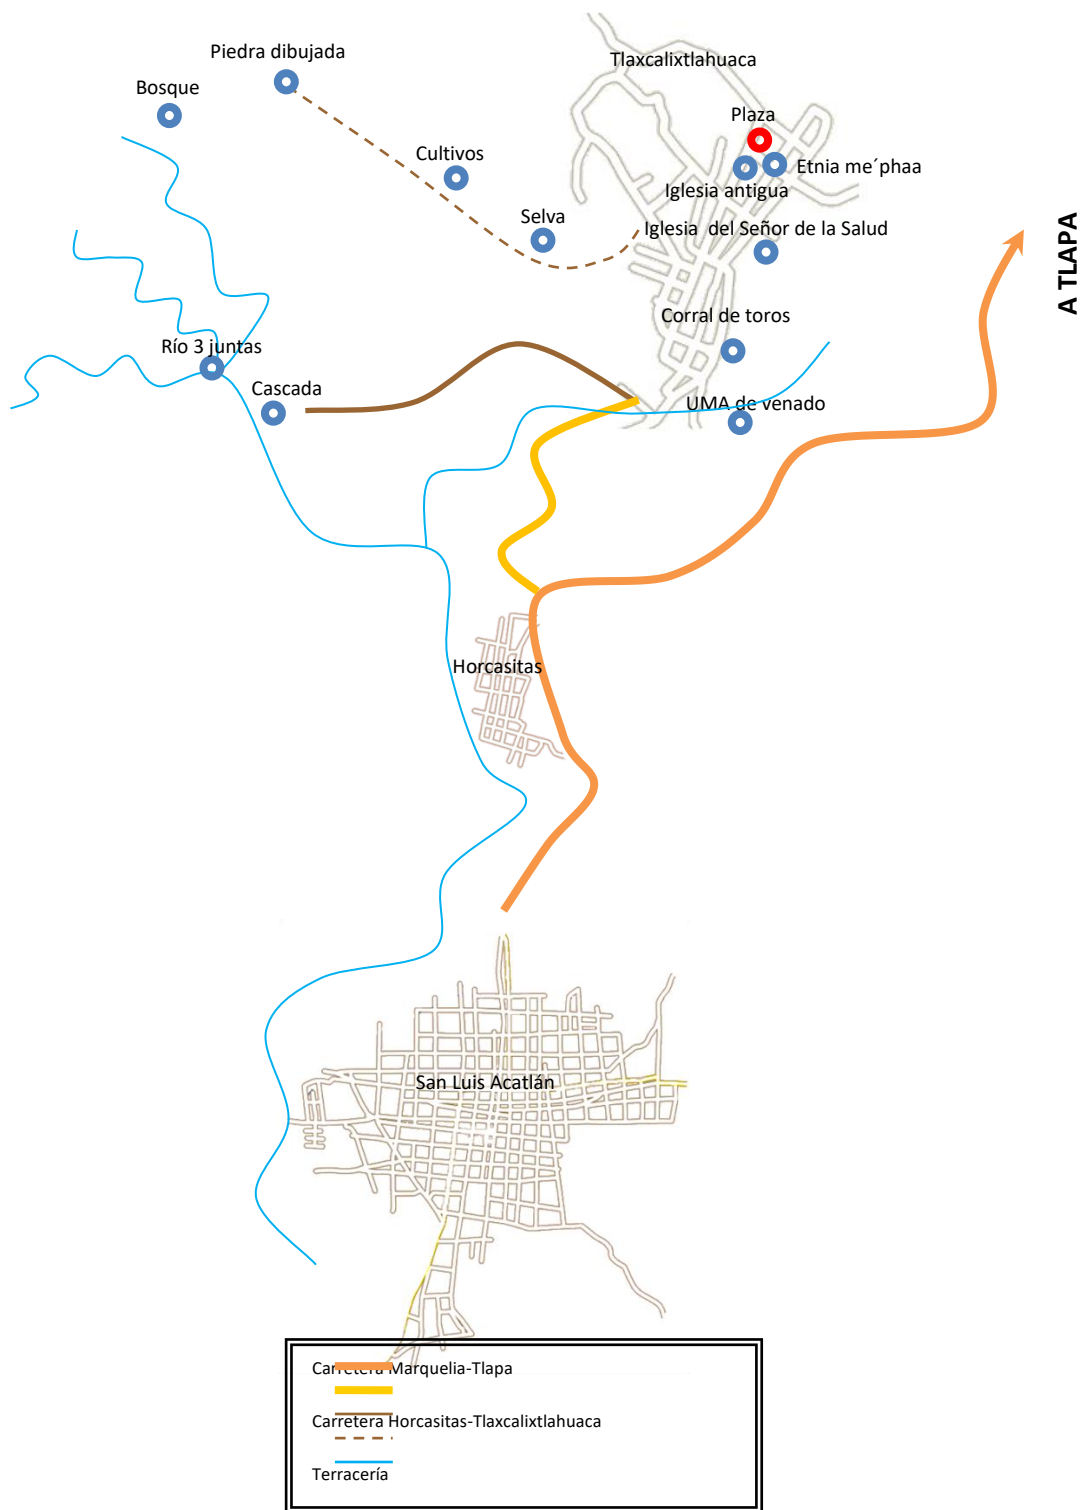 Piedra dibujada
Tlaxcalixtlahuaca
Bosque
Plaza
Cultivos
Etnia me´phaa
Iglesia antigua
Selva
Iglesia del Señor de la Salud
A TLAPA
Corral de toros
Río 3 juntas
Cascada
UMA de venado
Horcasitas
San Luis Acatlán
Carretera Marquelia-Tlapa
Carretera Horcasitas-Tlaxcalixtlahuaca
Terracería